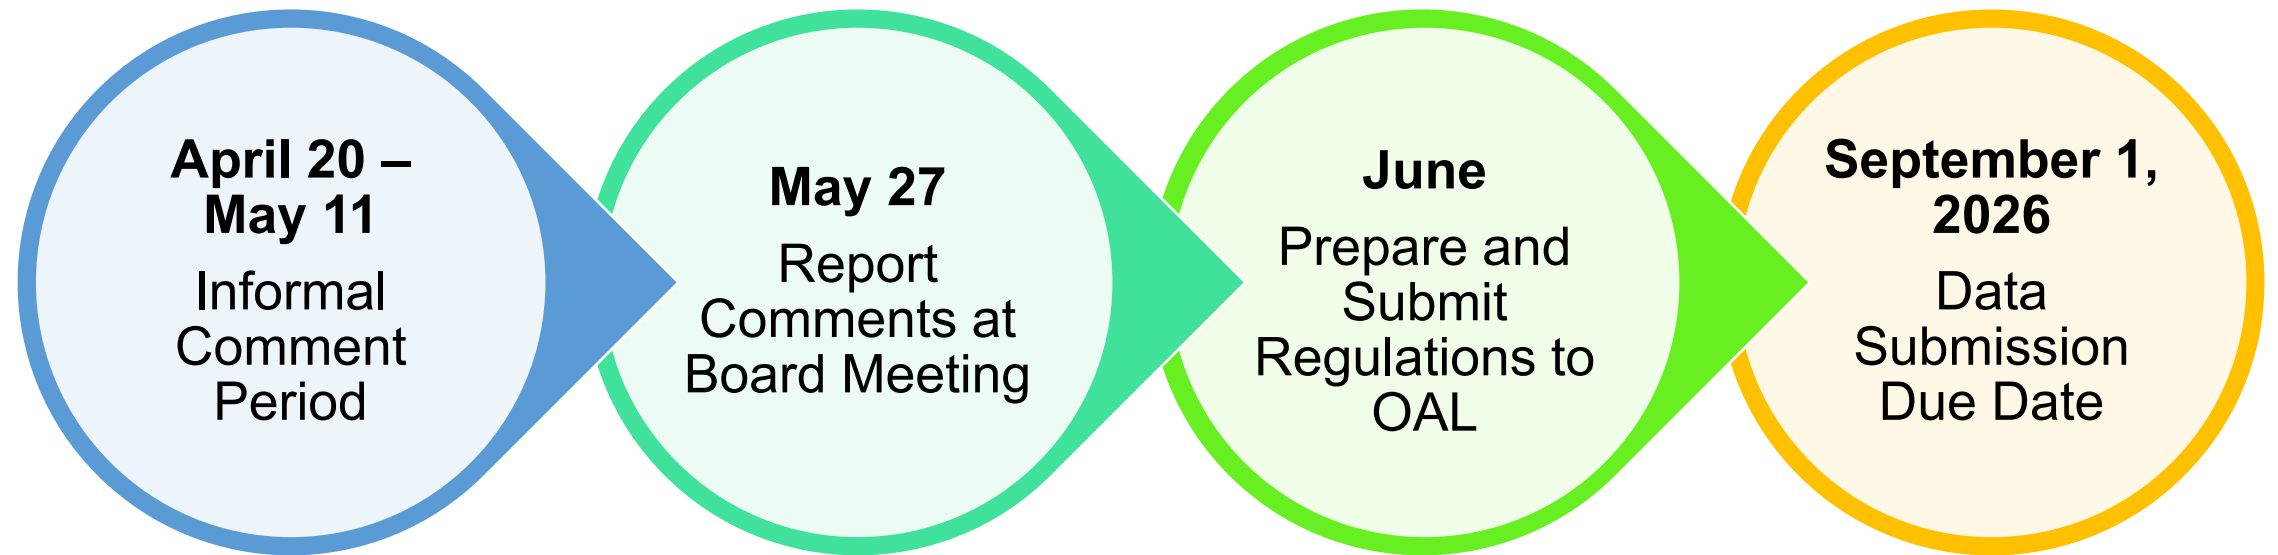 April 20 –
May 11
Informal
Comment
Period
May 27
Report
Comments at
Board Meeting
June
Prepare and
Submit
Regulations to
OAL
September 1,
2026
Data
Submission
Due Date